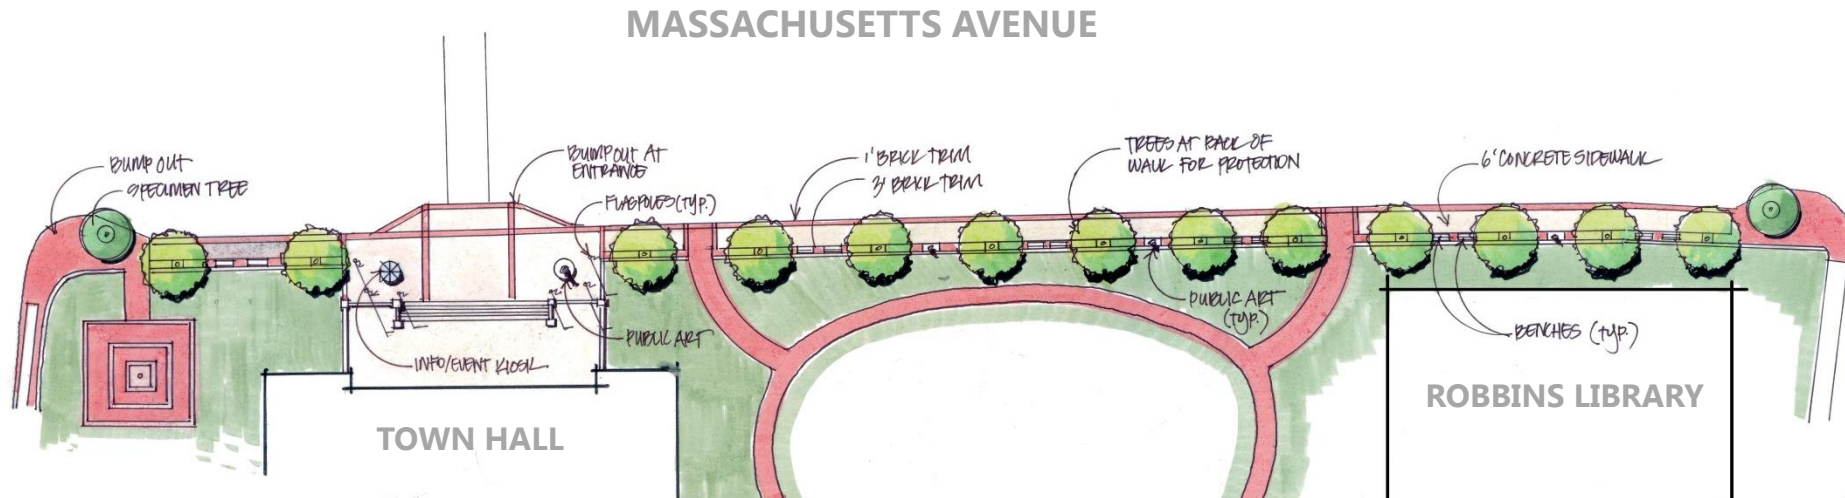 MASSACHUSETTS AVENUE
BUMP OUT
SPECIMEN TREE
BUMPOUT AT
ENTRANCE
FLAGPOLES (TYP.)
1' BRICK TRIM
3' BRICK TRIM
TREES AT BACK OF
WALK FOR PROTECTION
6' CONCRETE SIDEWALK
PUBLIC ART
INFO/EVENT KIOSK
PUBLIC ART
(TYP.)
BENCHES (TYP.)
TOWN HALL
ROBBINS LIBRARY